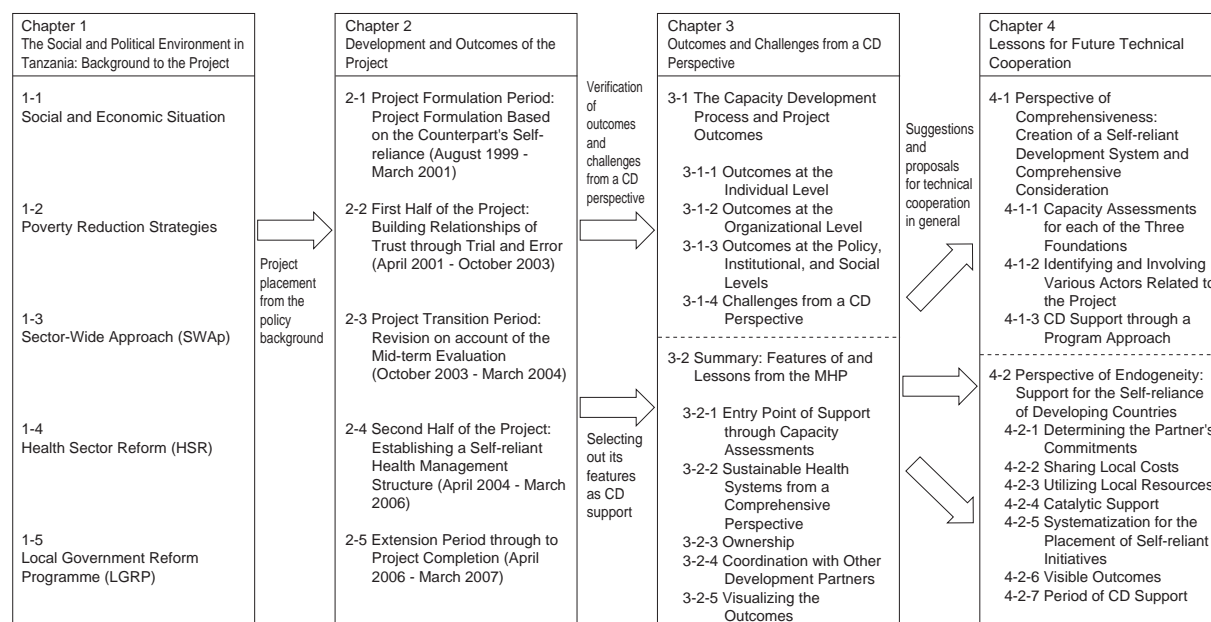 Chapter 1
The Social and Political Environment in
Tanzania: Background to the Project
1-1
Social and Economic Situation
1-2
Poverty Reduction Strategies
1-3
Sector-Wide Approach (SWAp)
1-4
Health Sector Reform (HSR)
1-5
Local Government Reform
Programme (LGRP)
Project
placement
from the
policy
background
Chapter 2
Development and Outcomes of the
Project
2-1 Project Formulation Period:
Project Formulation Based
on the Counterpart's Self-
reliance (August 1999 -
March 2001)
2-2 First Half of the Project:
Building Relationships of
Trust through Trial and Error
(April 2001 - October 2003)
2-3 Project Transition Period:
Revision on account of the
Mid-term Evaluation
(October 2003 - March 2004)
2-4 Second Half of the Project:
Establishing a Self-reliant
Health Management
Structure (April 2004 - March
2006)
2-5 Extension Period through to
Project Completion (April
2006 - March 2007)
Verification
of
outcomes
and
challenges
from a CD
perspective
Selecting
out its
features
as CD
support
Chapter 3
Outcomes and Challenges from a CD
Perspective
3-1 The Capacity Development
Process and Project
Outcomes
3-1-1 Outcomes at the
Individual Level
3-1-2 Outcomes at the
Organizational Level
3-1-3 Outcomes at the Policy,
Institutional, and Social
Levels
3-1-4 Challenges from a CD
Perspective
3-2 Summary: Features of and
Lessons from the MHP
3-2-1 Entry Point of Support
through Capacity
Assessments
3-2-2 Sustainable Health
Systems from a
Comprehensive
Perspective
3-2-3 Ownership
3-2-4 Coordination with Other
Development Partners
3-2-5 Visualizing the
Outcomes
Suggestions
and
proposals
for technical
cooperation
in general
Chapter 4
Lessons for Future Technical
Cooperation
4-1 Perspective of
Comprehensiveness:
Creation of a Self-reliant
Development System and
Comprehensive
Consideration
4-1-1 Capacity Assessments
for each of the Three
Foundations
4-1-2 Identifying and Involving
Various Actors Related to
the Project
4-1-3 CD Support through a
Program Approach
4-2 Perspective of Endogeneity:
Support for the Self-reliance
of Developing Countries
4-2-1 Determining the Partner's
Commitments
4-2-2 Sharing Local Costs
4-2-3 Utilizing Local Resources
4-2-4 Catalytic Support
4-2-5 Systematization for the
Placement of Self-reliant
Initiatives
4-2-6 Visible Outcomes
4-2-7 Period of CD Support